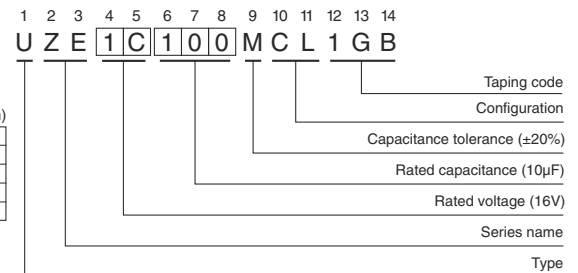 1 2 3 4 5 6 7 8 9 10 11 12 13 14
U Z E 1 C 1 0 0 M C L 1 G B
Taping code
Configuration
Capacitance tolerance (±20%)
Rated capacitance (10µF)
Rated voltage (16V)
Series name
Type
)